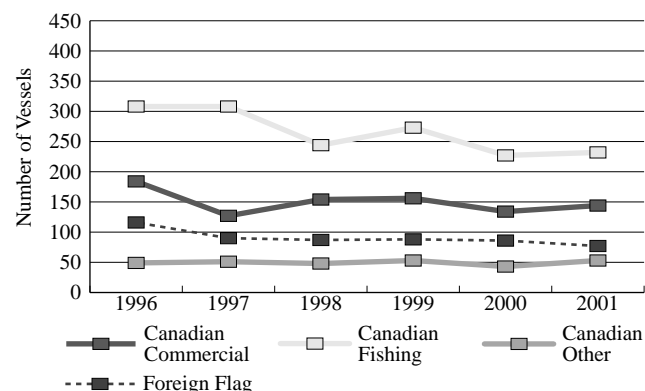 450
400
350
300
250
200
150
100
50
0
Number of Vessels
1996 1997 1998 1999 2000 2001
Canadian Commercial
Canadian Fishing
Canadian Other
Foreign Flag